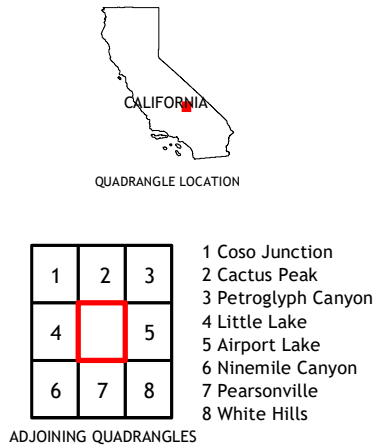 CALIFORNIA
QUADRANGLE LOCATION
1 2 3
4 5
6 7 8
1 Coso Junction
2 Cactus Peak
3 Petroglyph Canyon
4 Little Lake
5 Airport Lake
6 Ninemile Canyon
7 Pearsonville
8 White Hills
ADJOINING QUADRANGLES